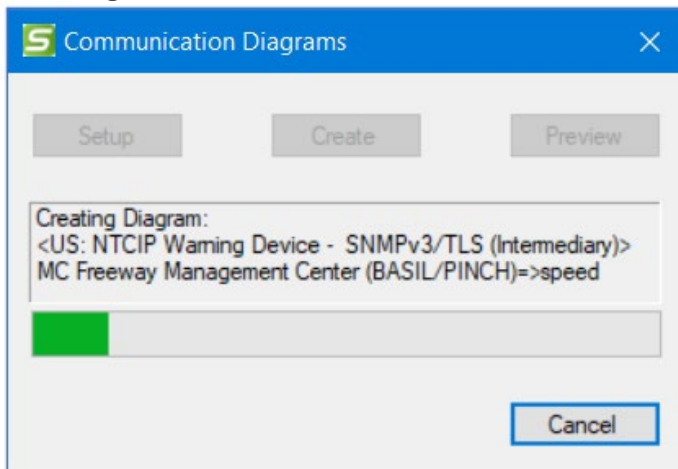 Communication Diagrams
Setup Create Preview
Creating Diagram:
<US: NTCIP Warning Device - SNMPv3/TLS (Intermediary)>
MC Freeway Management Center (BASIL/PINCH)=>speed
Cancel